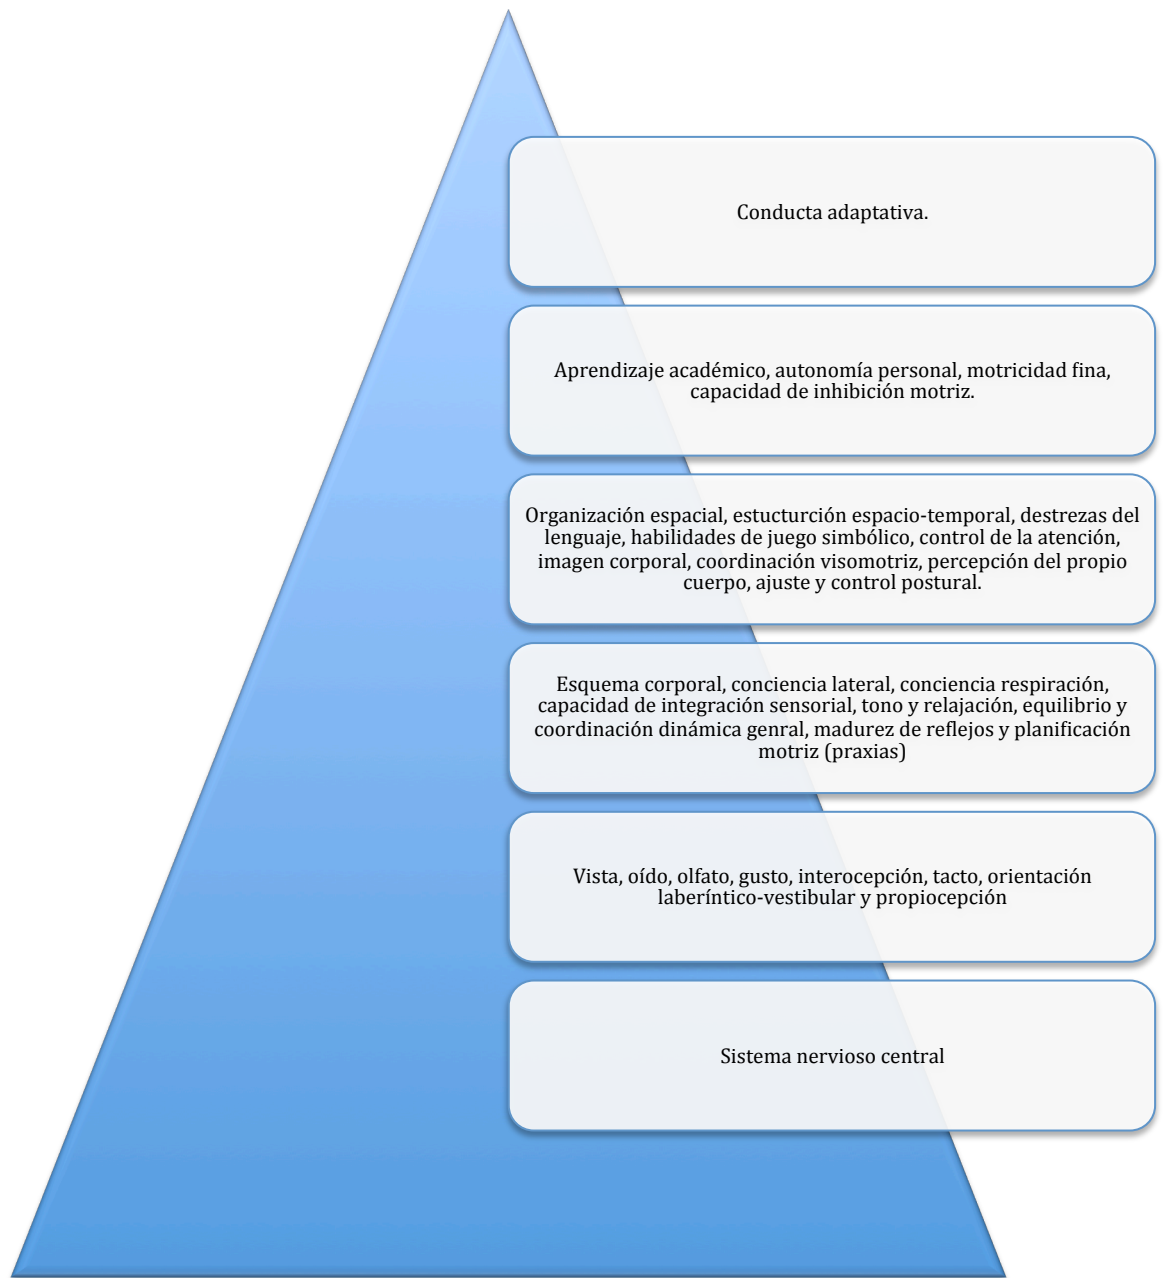 Conducta adaptativa.
Aprendizaje académico, autonomía personal, motricidad fina,
capacidad de inhibición motriz.
Organización espacial, estucturción espacio-temporal, destrezas del
lenguaje, habilidades de juego simbólico, control de la atención,
imagen corporal, coordinación visomotriz, percepción del propio
cuerpo, ajuste y control postural.
Esquema corporal, conciencia lateral, conciencia respiración,
capacidad de integración sensorial, tono y relajación, equilibrio y
coordinación dinámica genral, madurez de reflejos y planificación
motriz (praxias)
Vista, oído, olfato, gusto, interocepción, tacto, orientación
laberíntico-vestibular y propiocepción
Sistema nervioso central